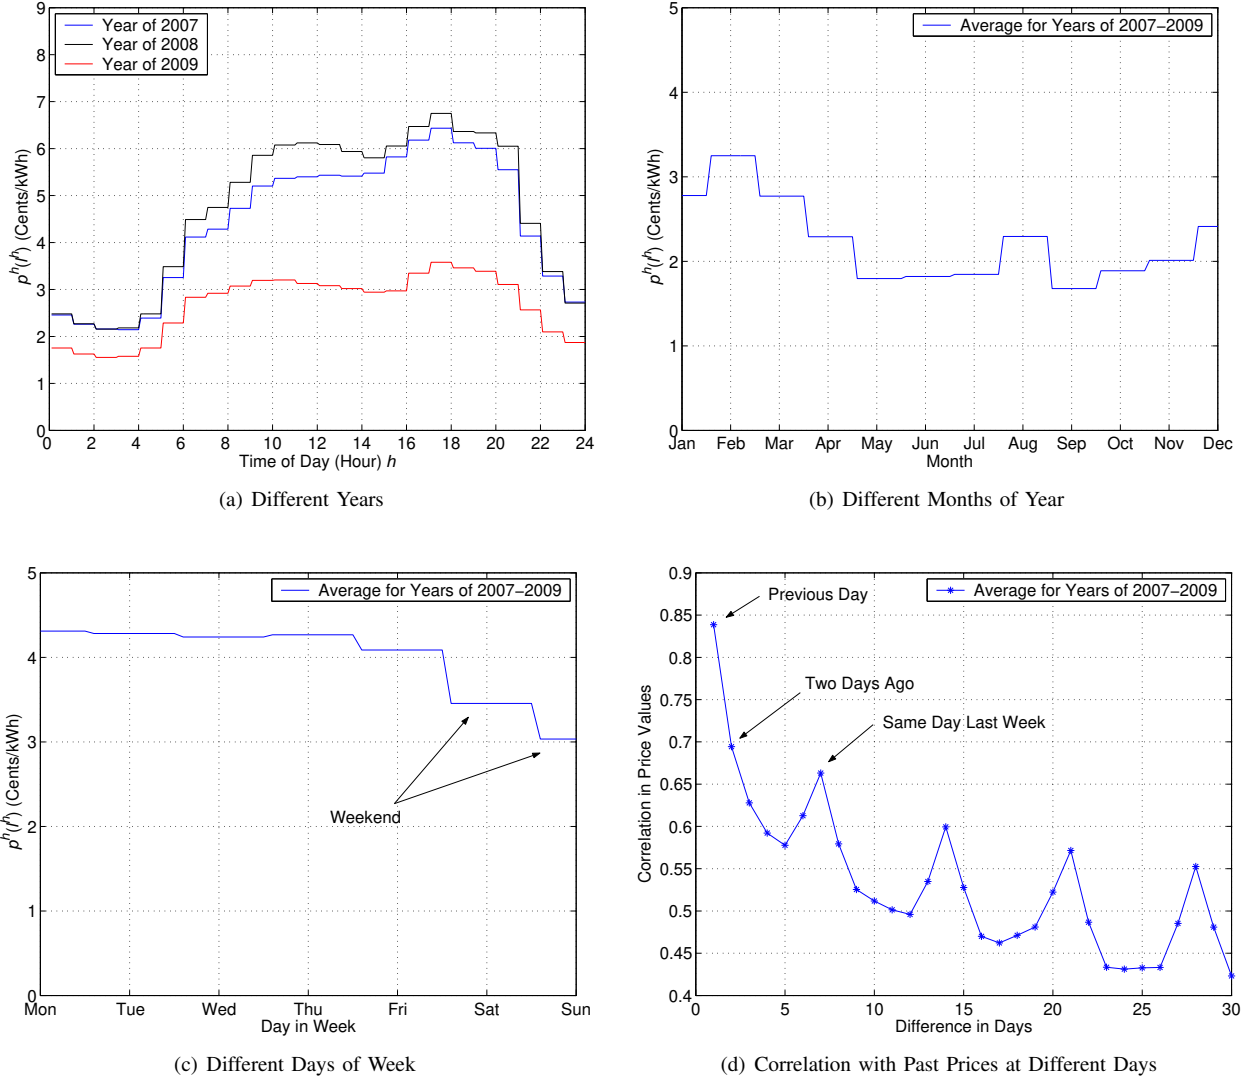 9
8
7
6
5
4
3
2
1
0
p^h(l^h) (Cents/kWh)
Year of 2007
Year of 2008
Year of 2009
0 2 4 6 8 10 12 14 16 18 20 22 24
Time of Day (Hour) h
(a) Different Years
5
4
3
2
1
0
p^h(l^h) (Cents/kWh)
Average for Years of 2007−2009
Jan Feb Mar Apr May Jun Jul Aug Sep Oct Nov Dec
Month
(b) Different Months of Year
5
4
3
2
1
0
p^h(l^h) (Cents/kWh)
Average for Years of 2007−2009
Weekend
Mon Tue Wed Thu Fri Sat Sun
Day in Week
(c) Different Days of Week
0.9
0.85
0.8
0.75
0.7
0.65
0.6
0.55
0.5
0.45
0.4
Correlation in Price Values
Average for Years of 2007−2009
Previous Day
Two Days Ago
Same Day Last Week
0 5 10 15 20 25 30
Difference in Days
(d) Correlation with Past Prices at Different Days